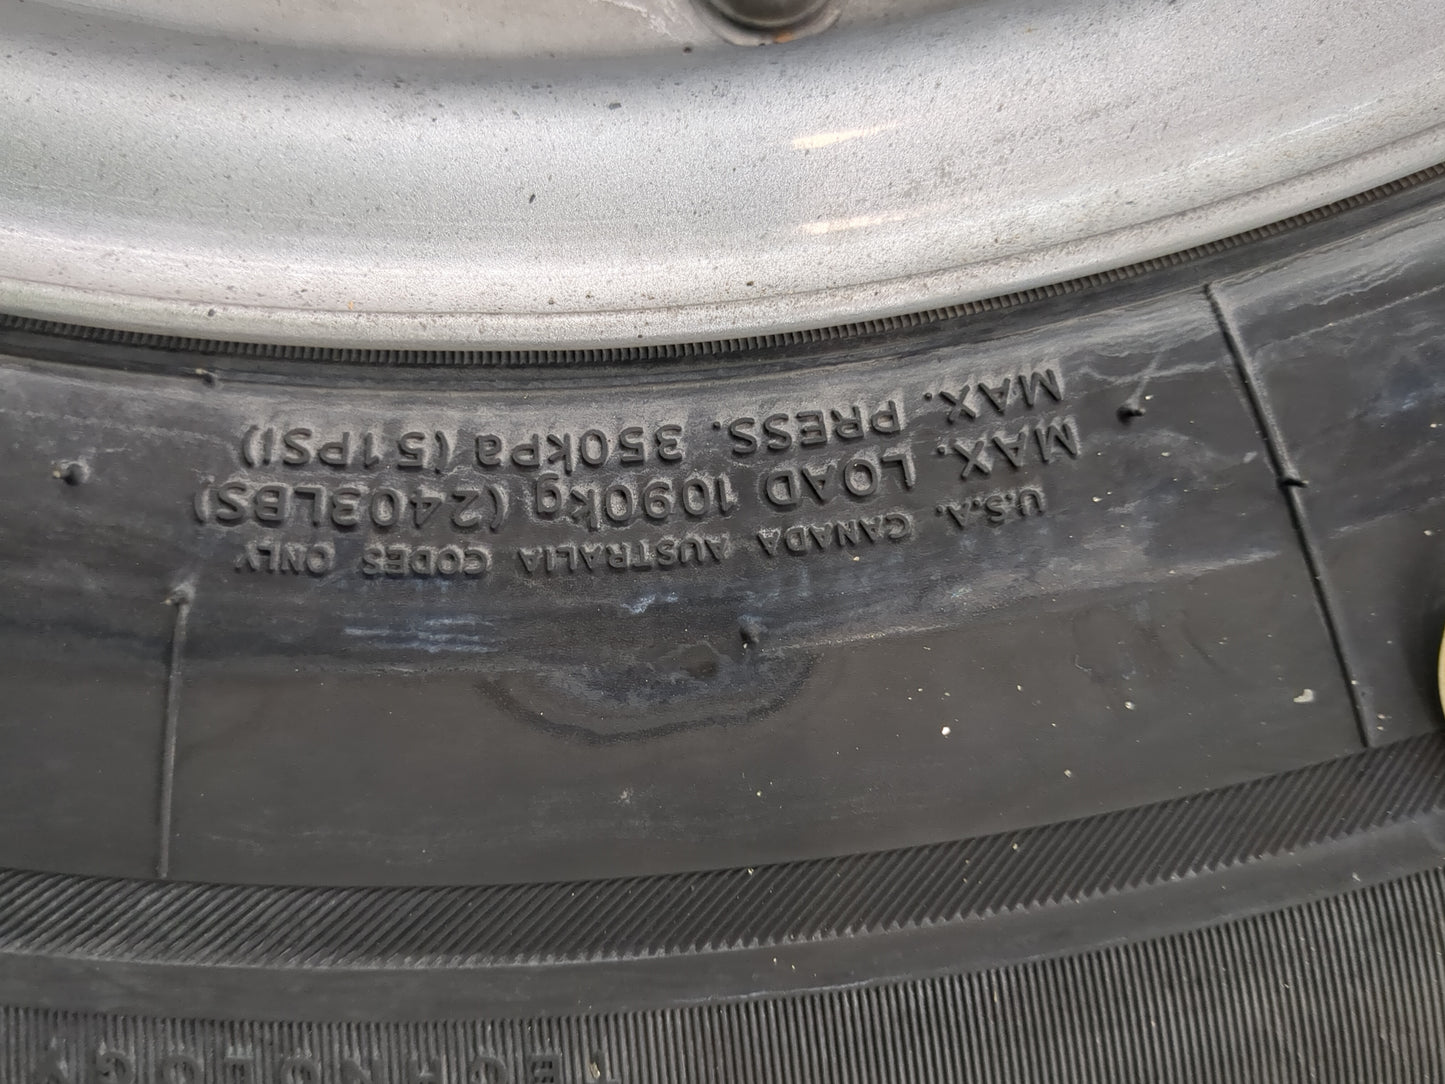 U.S.A. CANADA AUSTRALIA CODES ONLY
MAX. LOAD 1090kg (2403LBS)
MAX. PRESS. 350kPa (51PSI)